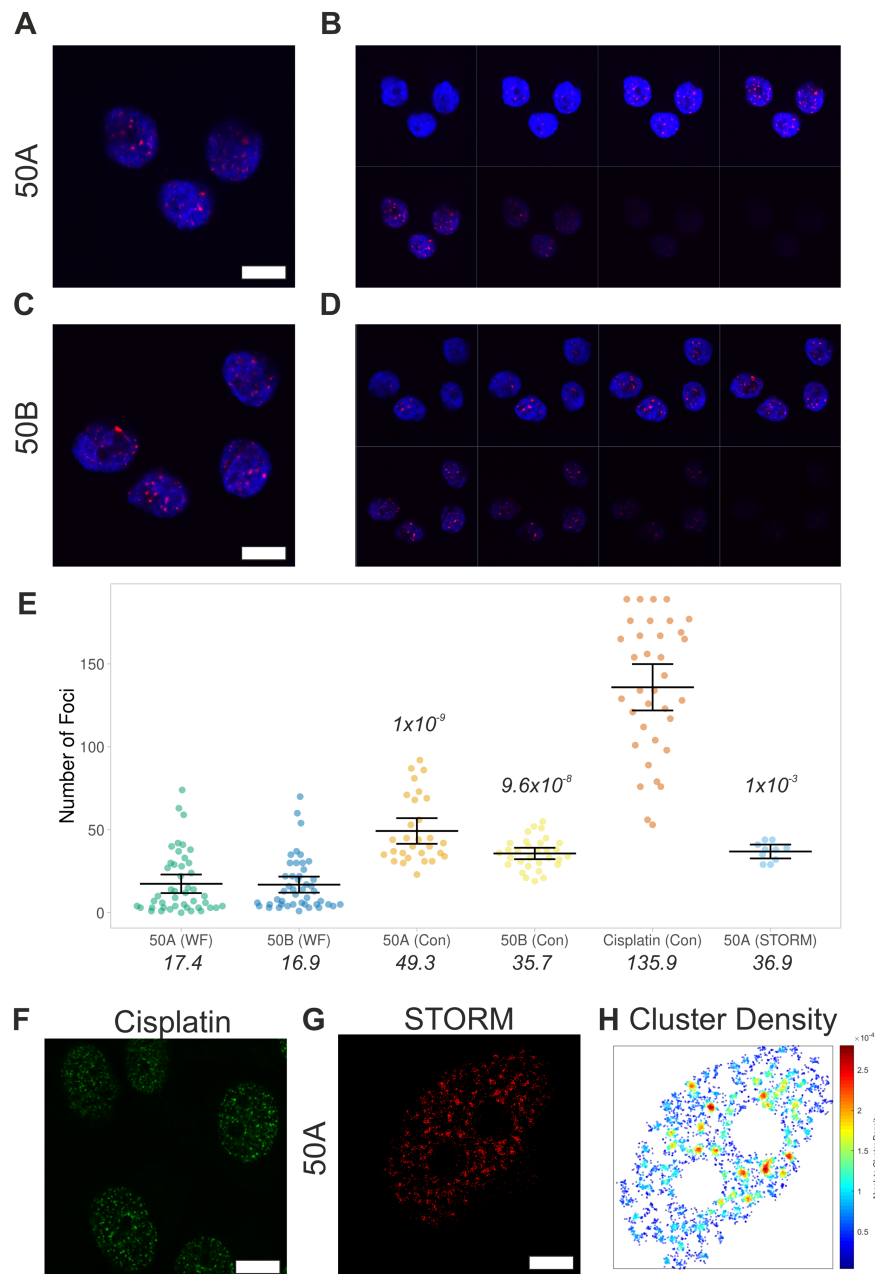 A
B
50A
C
D
50B
E
Number of Foci
150
100
50
0
1x10⁻⁹
9.6x10⁻⁸
1x10⁻³
50A (WF) 50B (WF) 50A (Con) 50B (Con) Cisplatin (Con) 50A (STORM)
17.4 16.9 49.3 35.7 135.9 36.9
F Cisplatin
G STORM
H Cluster Density
50A
×10⁻⁴
2.5
2
1.5
1
0.5